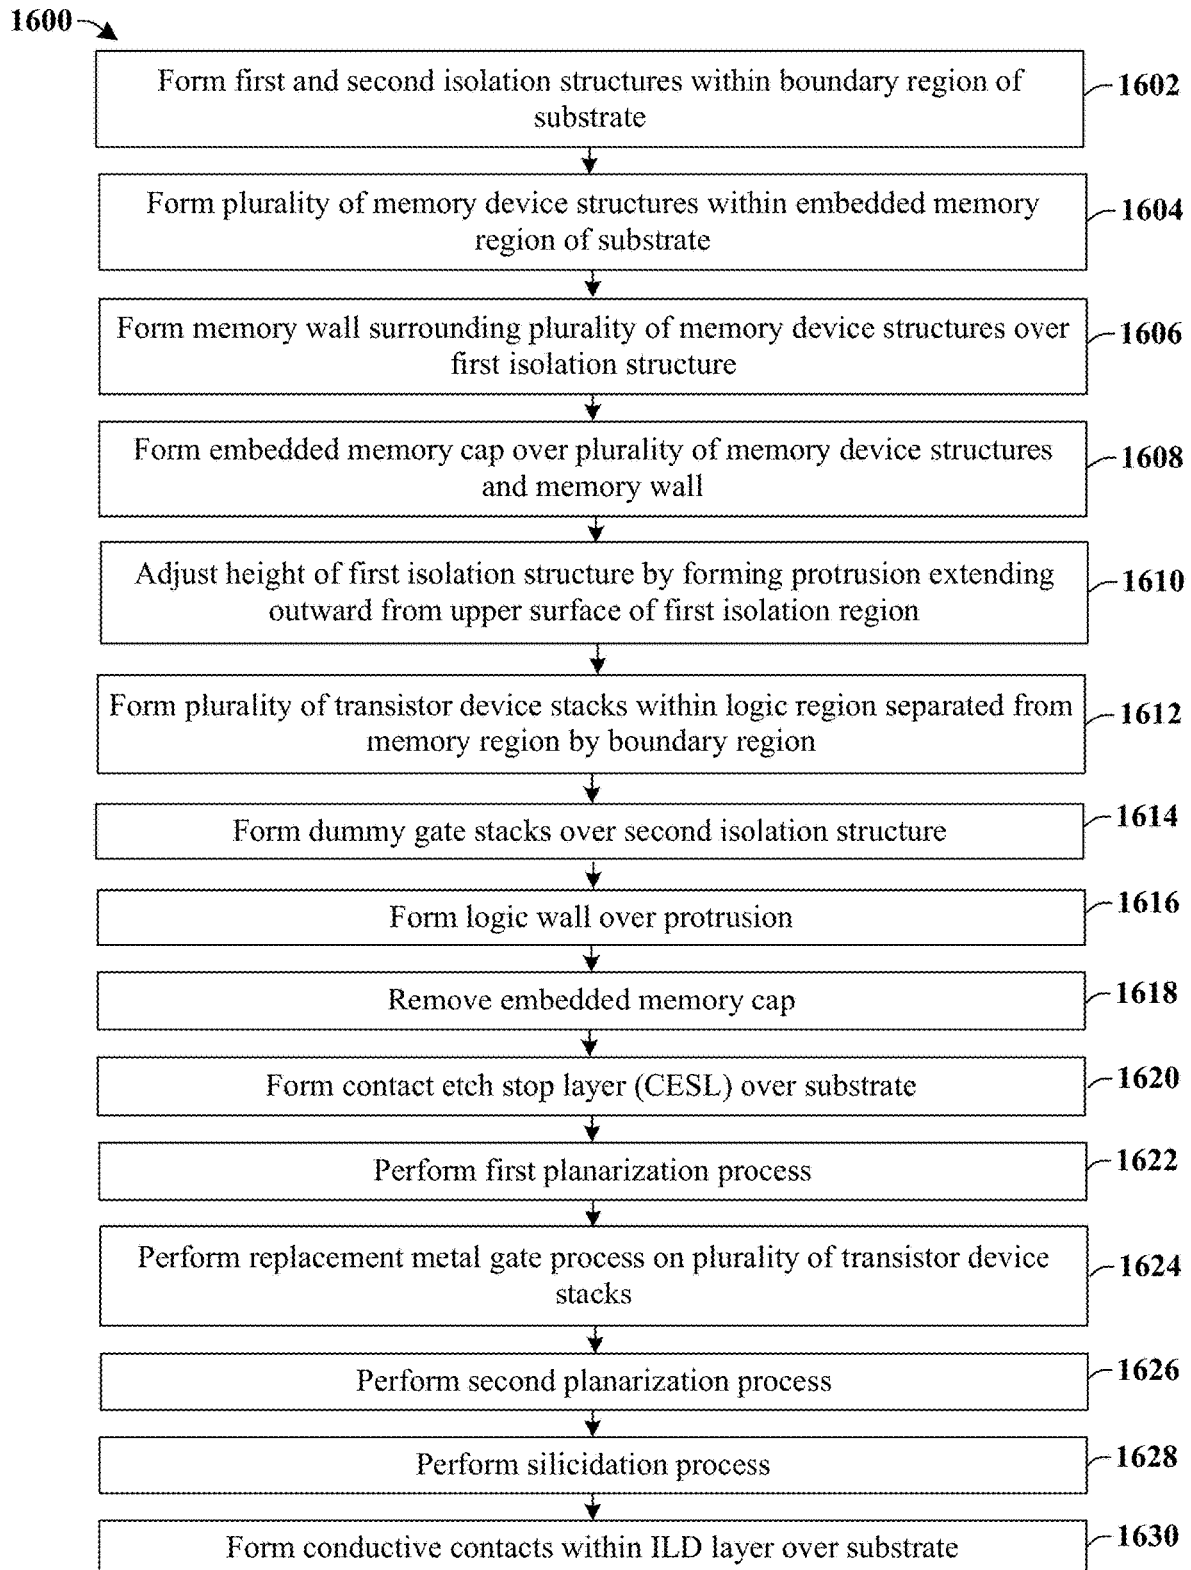 1600
Form first and second isolation structures within boundary region of
substrate
1602
Form plurality of memory device structures within embedded memory
region of substrate
1604
Form memory wall surrounding plurality of memory device structures over
first isolation structure
1606
Form embedded memory cap over plurality of memory device structures
and memory wall
1608
Adjust height of first isolation structure by forming protrusion extending
outward from upper surface of first isolation region
1610
Form plurality of transistor device stacks within logic region separated from
memory region by boundary region
1612
Form dummy gate stacks over second isolation structure
1614
Form logic wall over protrusion
1616
Remove embedded memory cap
1618
Form contact etch stop layer (CESL) over substrate
1620
Perform first planarization process
1622
Perform replacement metal gate process on plurality of transistor device
stacks
1624
Perform second planarization process
1626
Perform silicidation process
1628
Form conductive contacts within ILD layer over substrate
1630